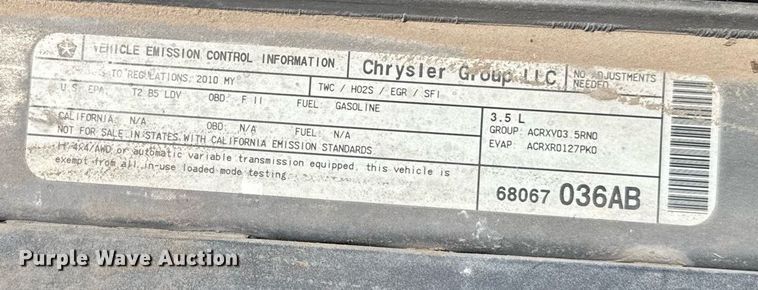 VEHICLE EMISSION CONTROL INFORMATION
Chrysler Group LLC
NO ADJUSTMENTS
NEEDED
TO REGULATIONS: 2010 MY
TWC / HO2S / EGR / SFI
U.S. EPA: T2 B5 LDV OBD: F II FUEL: GASOLINE
CALIFORNIA: N/A OBD: N/A FUEL: N/A
NOT FOR SALE IN STATES WITH CALIFORNIA EMISSION STANDARDS.
If 4x4/AWD or automatic variable transmission equipped, this vehicle is
exempt from all in-use loaded mode testing.
3.5 L
GROUP: ACRXV03.5RN0
EVAP: ACRXR0127PK0
68067 036AB
Purple Wave Auction